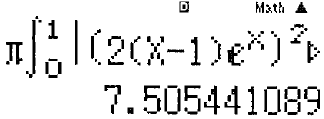 D Math ▲
π∫₀¹|(2(X-1)e^X)²▷
7.505441089